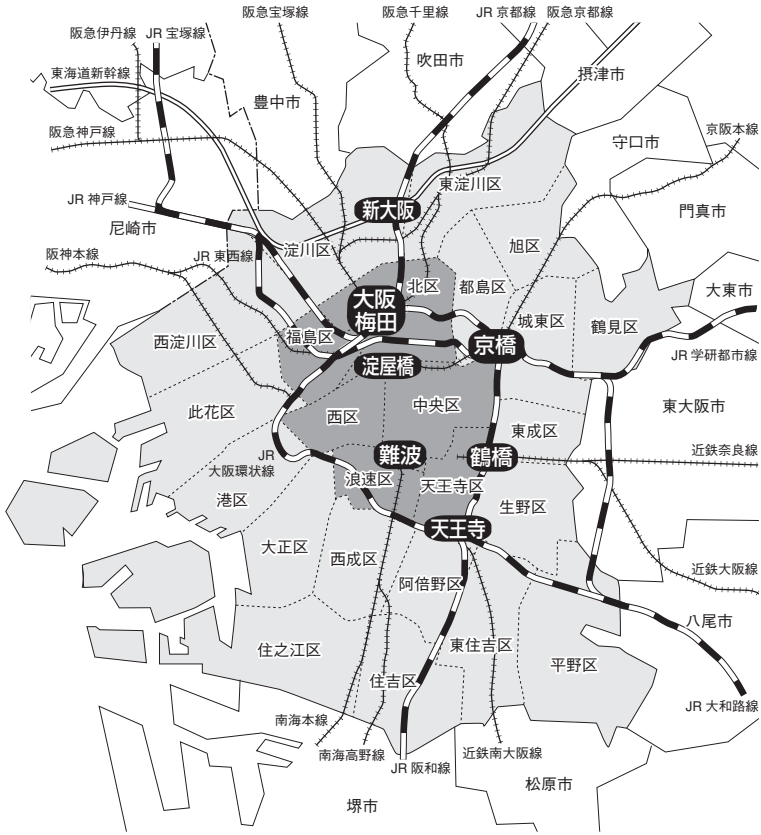 阪急宝塚線
阪急千里線
JR 京都線
阪急京都線
阪急伊丹線
JR 宝塚線
吹田市
東海道新幹線
摂津市
豊中市
阪急神戸線
守口市
京阪本線
東淀川区
JR 神戸線
新大阪
門真市
尼崎市
旭区
阪神本線
JR 東西線
淀川区
北区
都島区
大東市
大阪
梅田
城東区
鶴見区
西淀川区
福島区
京橋
JR 学研都市線
淀屋橋
此花区
西区
中央区
東大阪市
東成区
JR
大阪環状線
難波
鶴橋
近鉄奈良線
浪速区
天王寺区
港区
生野区
天王寺
大正区
西成区
阿倍野区
近鉄大阪線
八尾市
住之江区
東住吉区
平野区
住吉区
JR 大和路線
南海本線
南海高野線
近鉄南大阪線
JR 阪和線
松原市
堺市